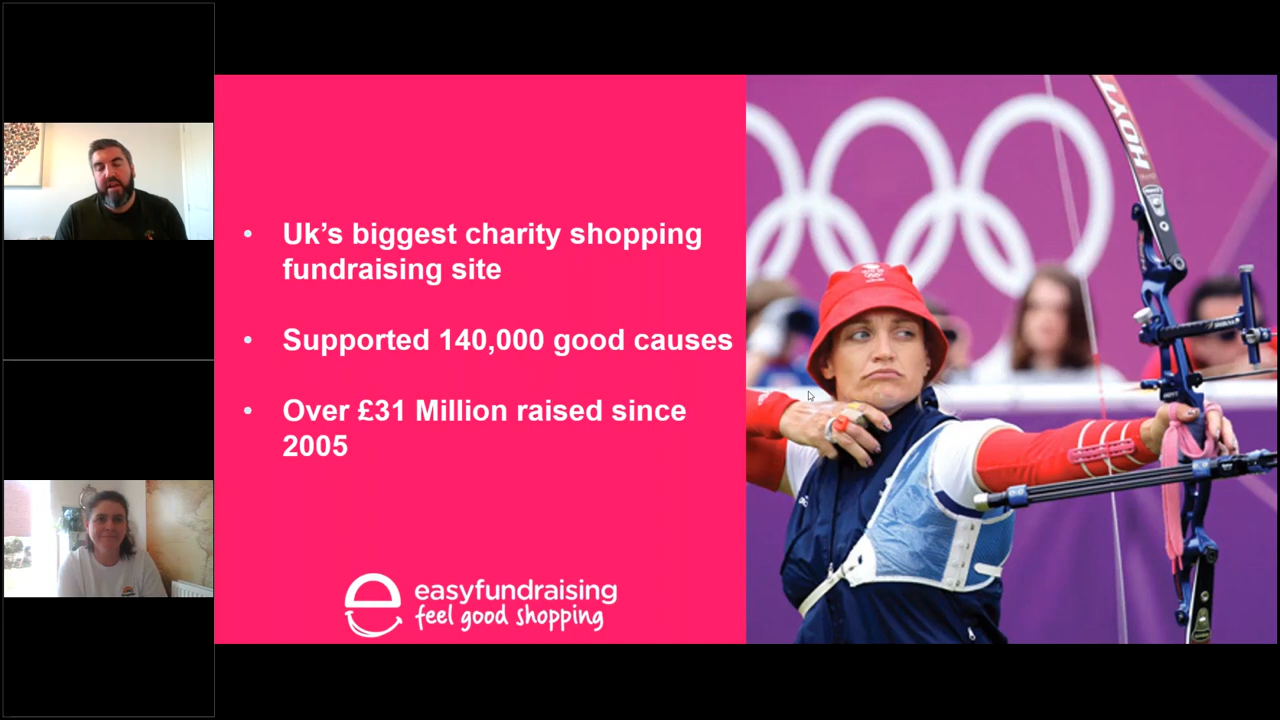 • Uk’s biggest charity shopping
fundraising site
• Supported 140,000 good causes
• Over £31 Million raised since
2005
easyfundraising
feel good shopping
HOYT